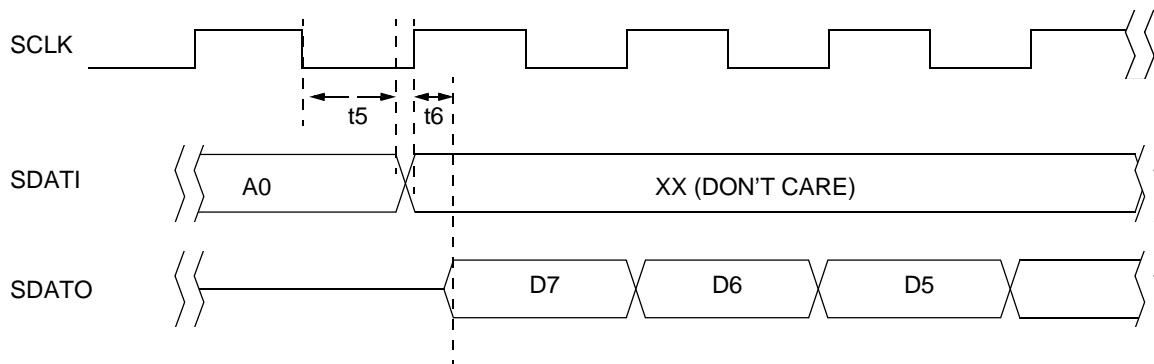 SCLK
t5 t6
SDATI A0 XX (DON'T CARE)
SDATO D7 D6 D5